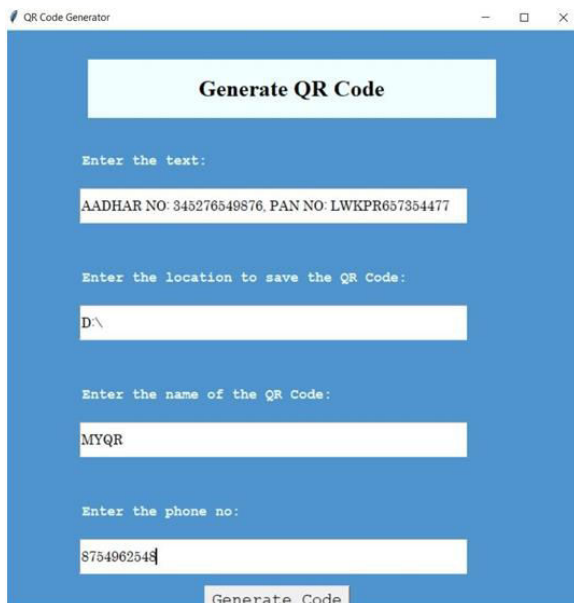 QR Code Generator
Generate QR Code
Enter the text:
AADHAR NO: 345276549876, PAN NO: LWKPR657354477
Enter the location to save the QR Code:
D:\
Enter the name of the QR Code:
MYQR
Enter the phone no:
8754962548
Generate Code